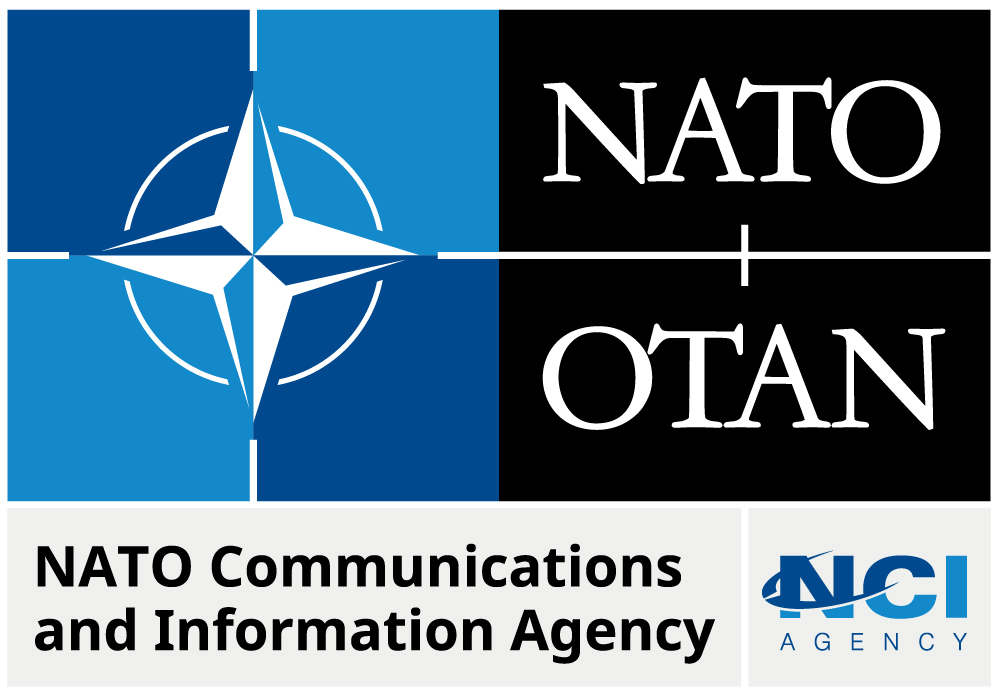 NATO
OTAN
NATO Communications
and Information Agency
NCI
AGENCY